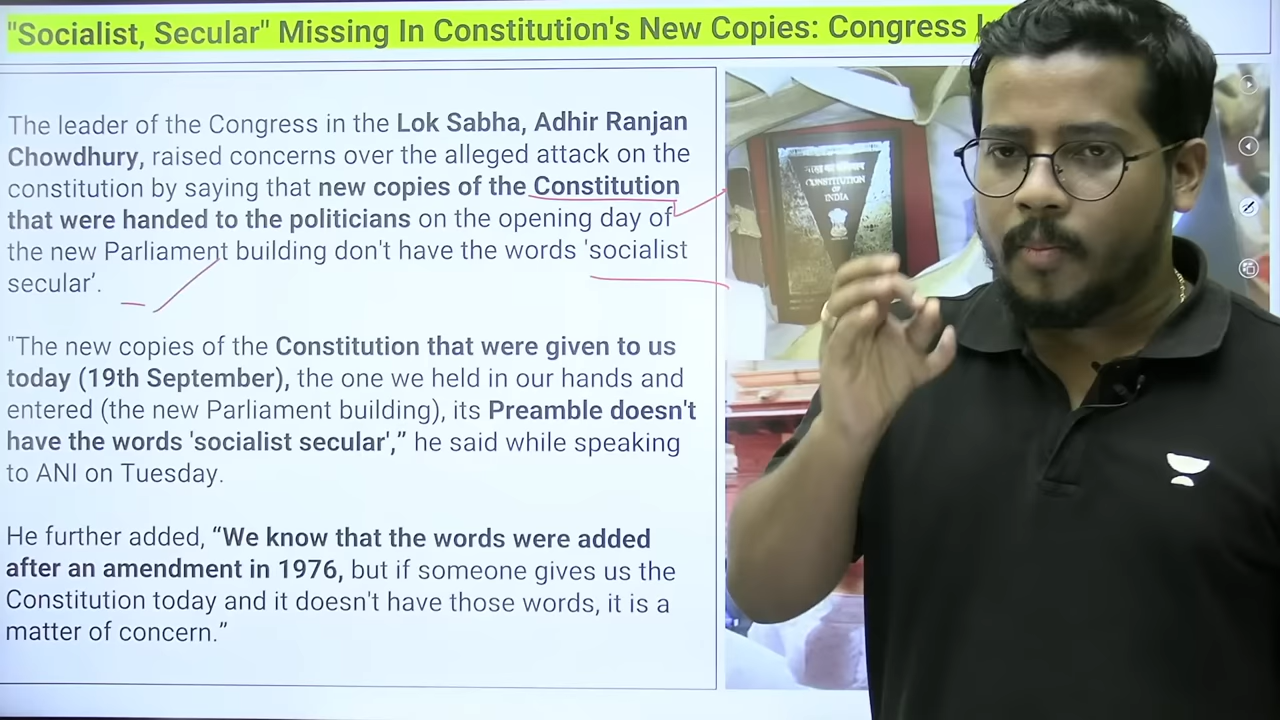 "Socialist, Secular" Missing In Constitution's New Copies: Congress
The leader of the Congress in the Lok Sabha, Adhir Ranjan
Chowdhury, raised concerns over the alleged attack on the
constitution by saying that new copies of the Constitution
that were handed to the politicians on the opening day of
the new Parliament building don't have the words 'socialist
secular’.
"The new copies of the Constitution that were given to us
today (19th September), the one we held in our hands and
entered (the new Parliament building), its Preamble doesn't
have the words 'socialist secular',” he said while speaking
to ANI on Tuesday.
He further added, “We know that the words were added
after an amendment in 1976, but if someone gives us the
Constitution today and it doesn't have those words, it is a
matter of concern.”
CONSTITUTION
OF
INDIA